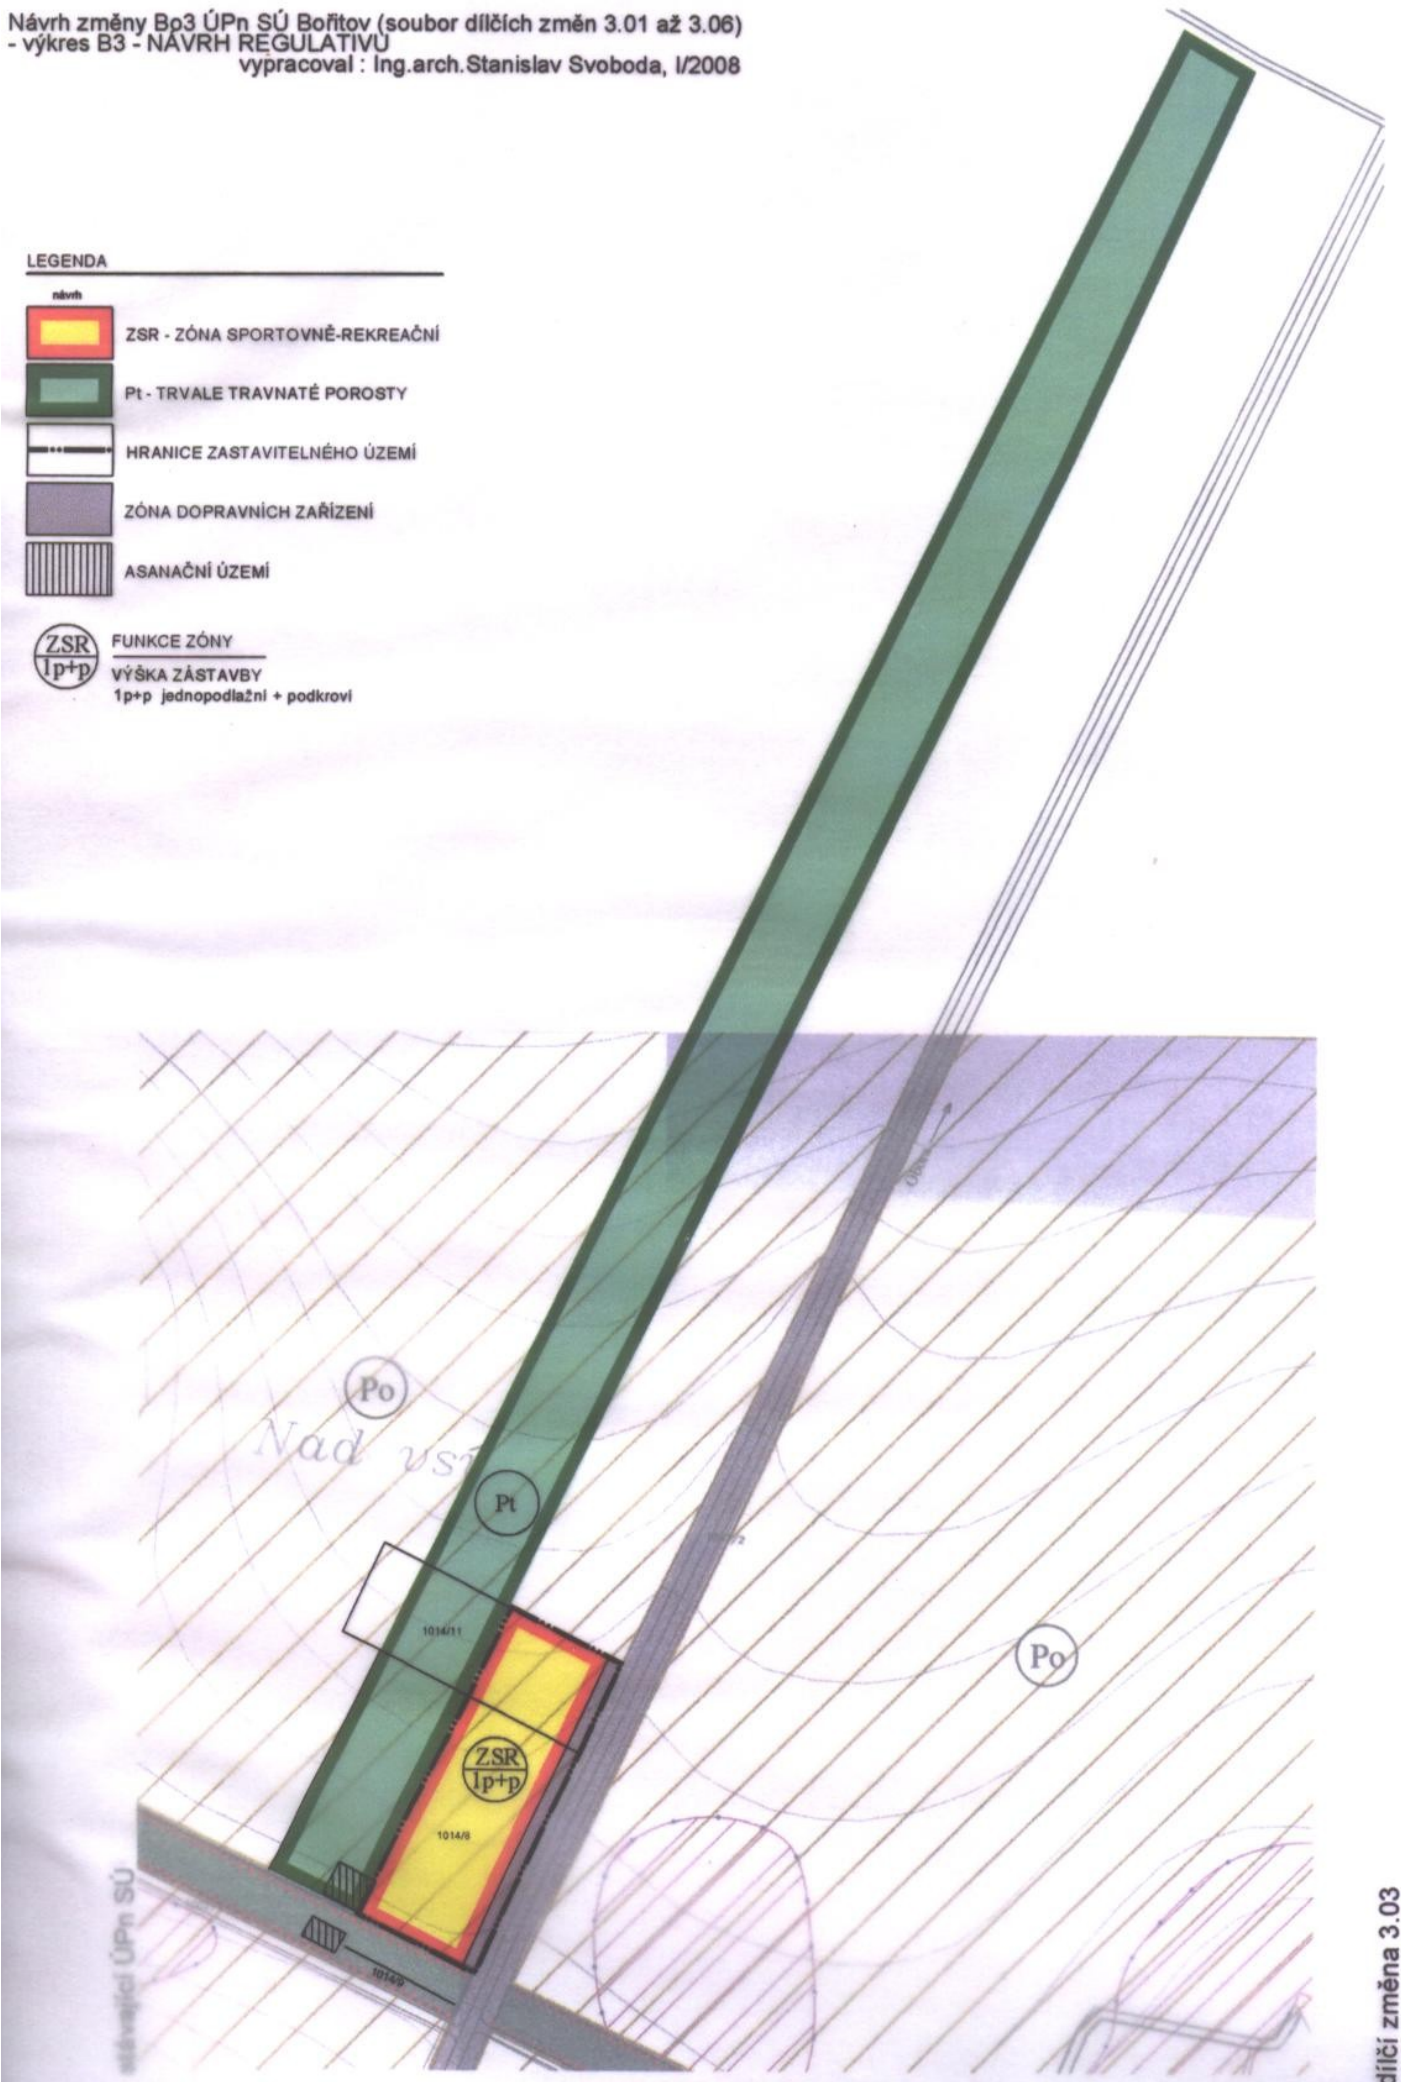 Návrh změny Bo3 ÚPn SÚ Bořitov (soubor dílčích změn 3.01 až 3.06)
- výkres B3 - NÁVRH REGULATIVŮ
vypracoval : Ing.arch.Stanislav Svoboda, I/2008
LEGENDA
návrh
ZSR - ZÓNA SPORTOVNĚ-REKREAČNÍ
Pt - TRVALE TRAVNATÉ POROSTY
HRANICE ZASTAVITELNÉHO ÚZEMÍ
ZÓNA DOPRAVNÍCH ZAŘÍZENÍ
ASANAČNÍ ÚZEMÍ
ZSR
1p+p
FUNKCE ZÓNY
VÝŠKA ZÁSTAVBY
1p+p jednopodlažní + podkroví
Po
Nad vsí
Pt
1014/11
Po
ZSR
1p+p
1014/8
1014/9
stávající ÚPn SÚ
dílčí změna 3.03